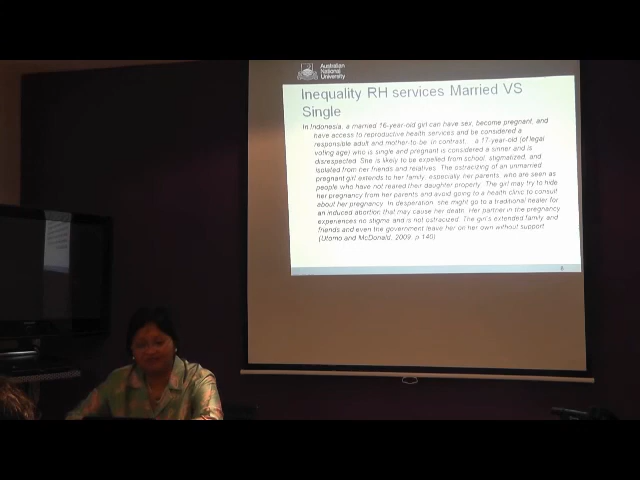 Australian
National
University
Inequality RH services Married VS
Single
In Indonesia, a married 16-year-old girl can have sex, become pregnant, and
have access to reproductive health services and be considered a
responsible adult and mother-to-be. In contrast, a 17-year-old (of legal
voting age) who is single and pregnant is considered a sinner and is
disrespected. She is likely to be expelled from school, stigmatized, and
isolated from her friends and relatives. The ostracizing of an unmarried
pregnant girl extends to her family, especially her parents, who are seen as
people who have not reared their daughter properly. The girl may try to hide
her pregnancy from her parents and avoid going to a heath clinic to consult
about her pregnancy. In desperation, she might go to a traditional healer for
an induced abortion that may cause her death. Her partner in the pregnancy
experiences no stigma and is not ostracized. The girl's extended family and
friends and even the government leave her on her own without support
(Utomo and McDonald, 2009, p 140)